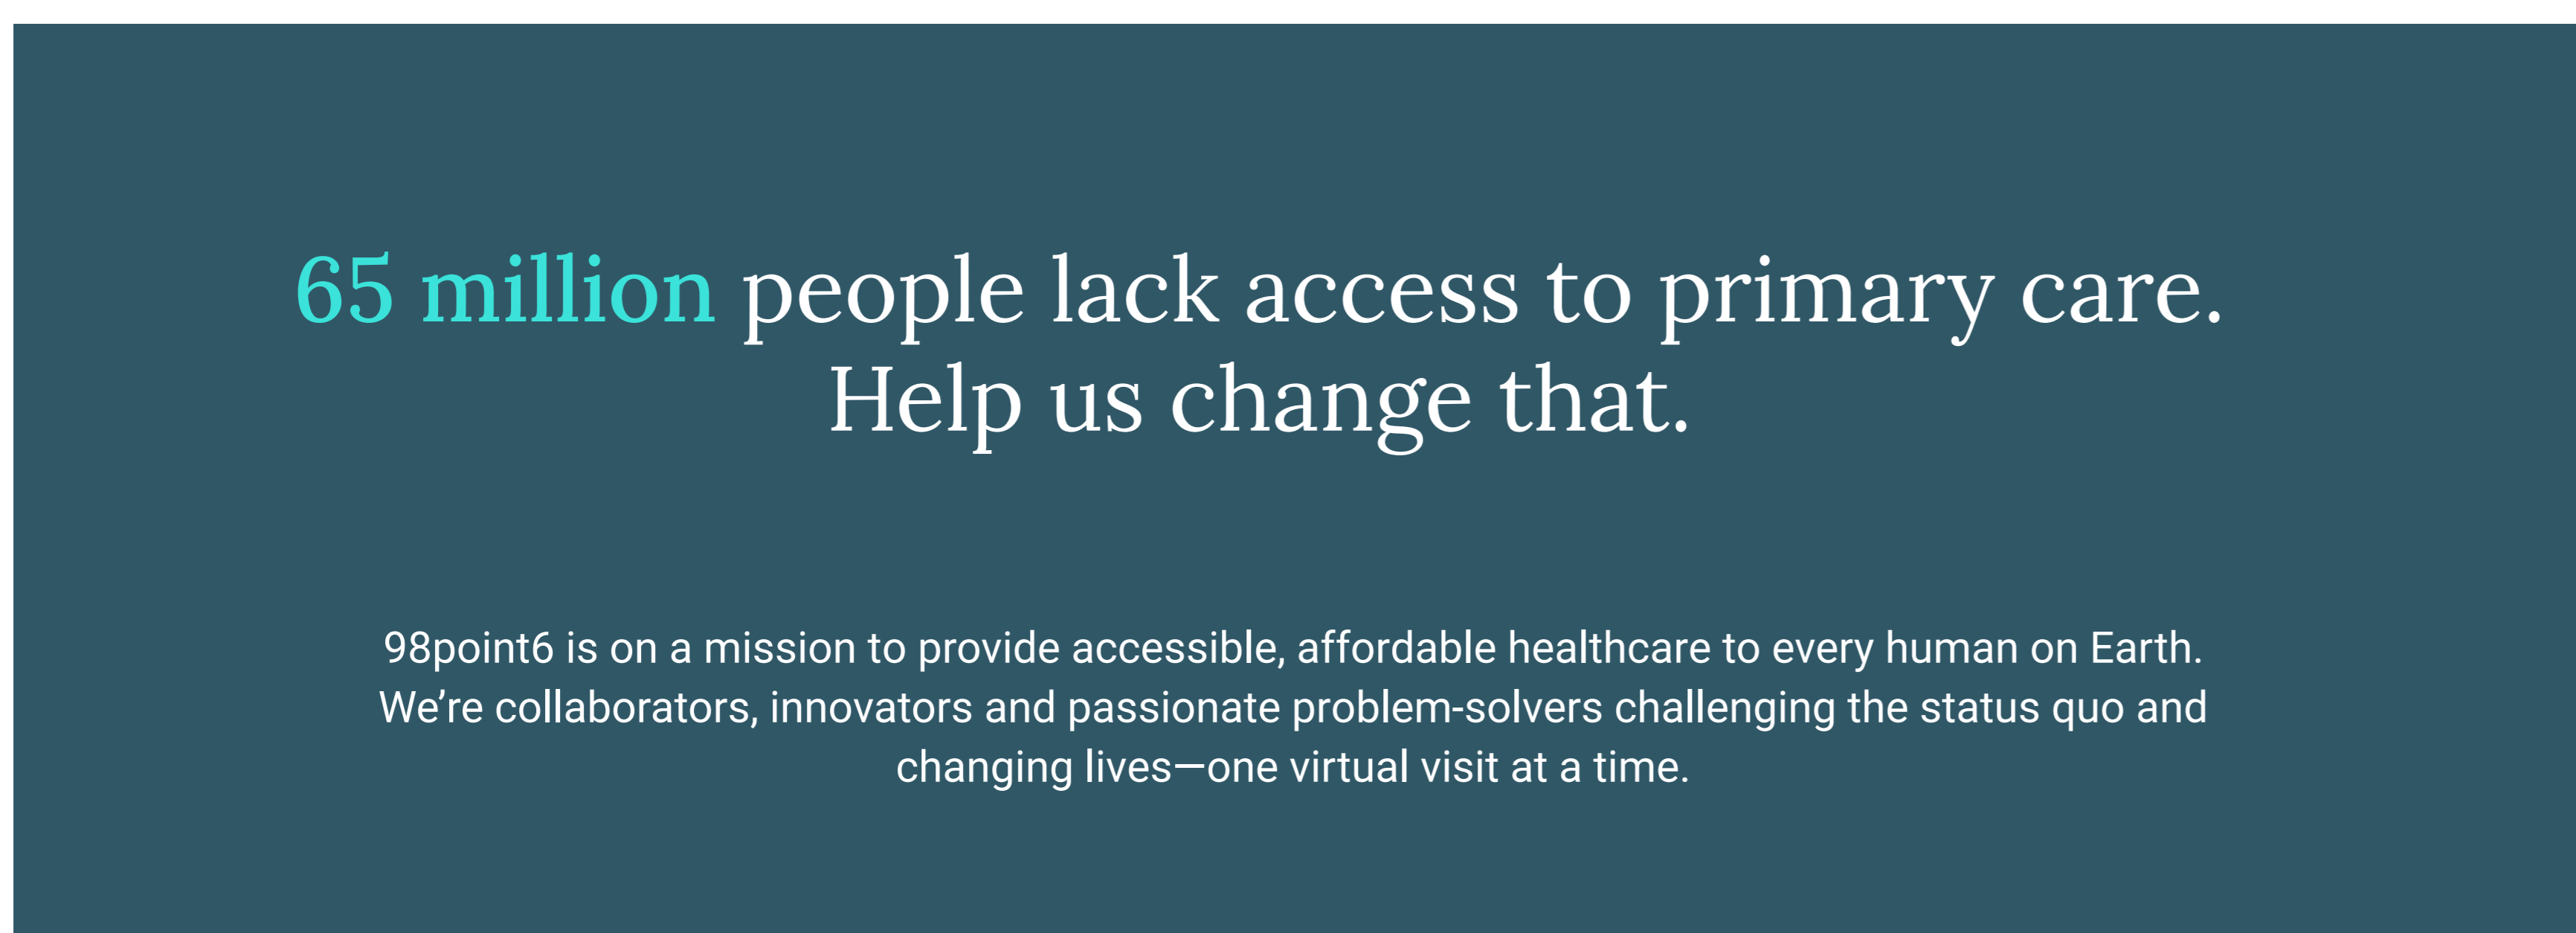 65 million people lack access to primary care.
Help us change that.
98point6 is on a mission to provide accessible, affordable healthcare to every human on Earth.
We’re collaborators, innovators and passionate problem-solvers challenging the status quo and
changing lives—one virtual visit at a time.